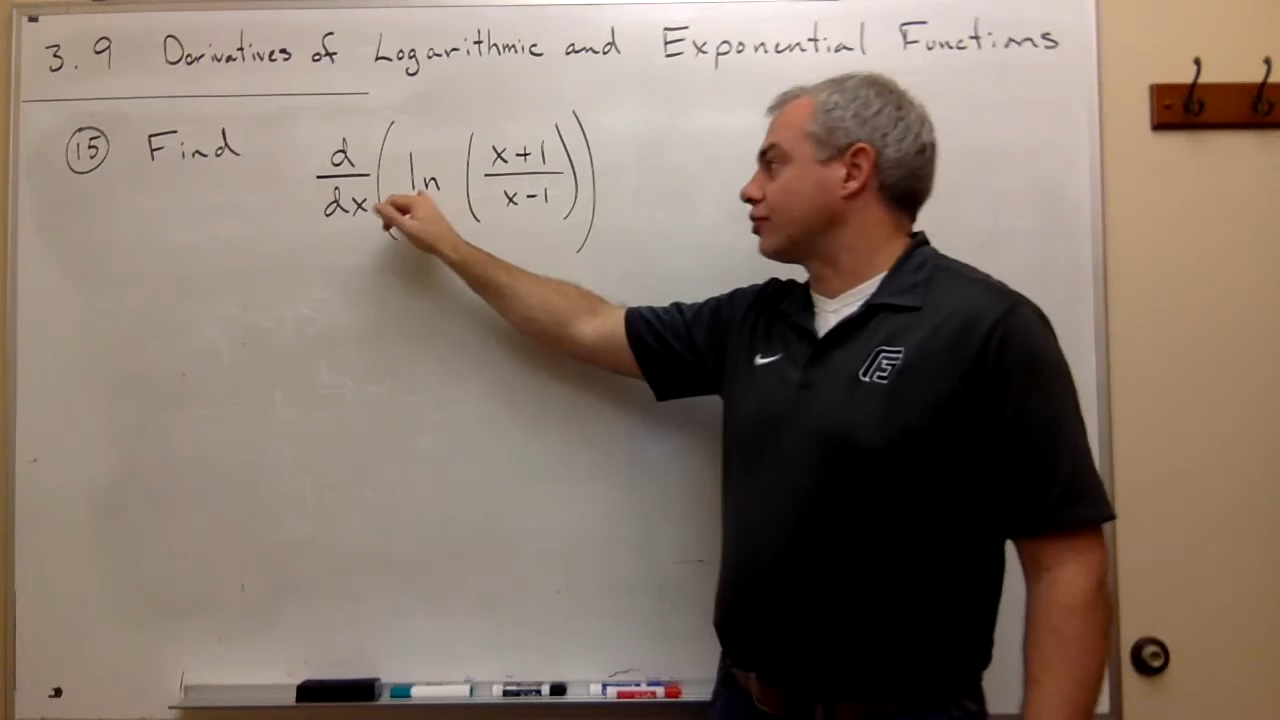 3.9 Derivatives of Logarithmic and Exponential Functions
15 Find d/dx ( ln ( (x+1)/(x-1) ) )